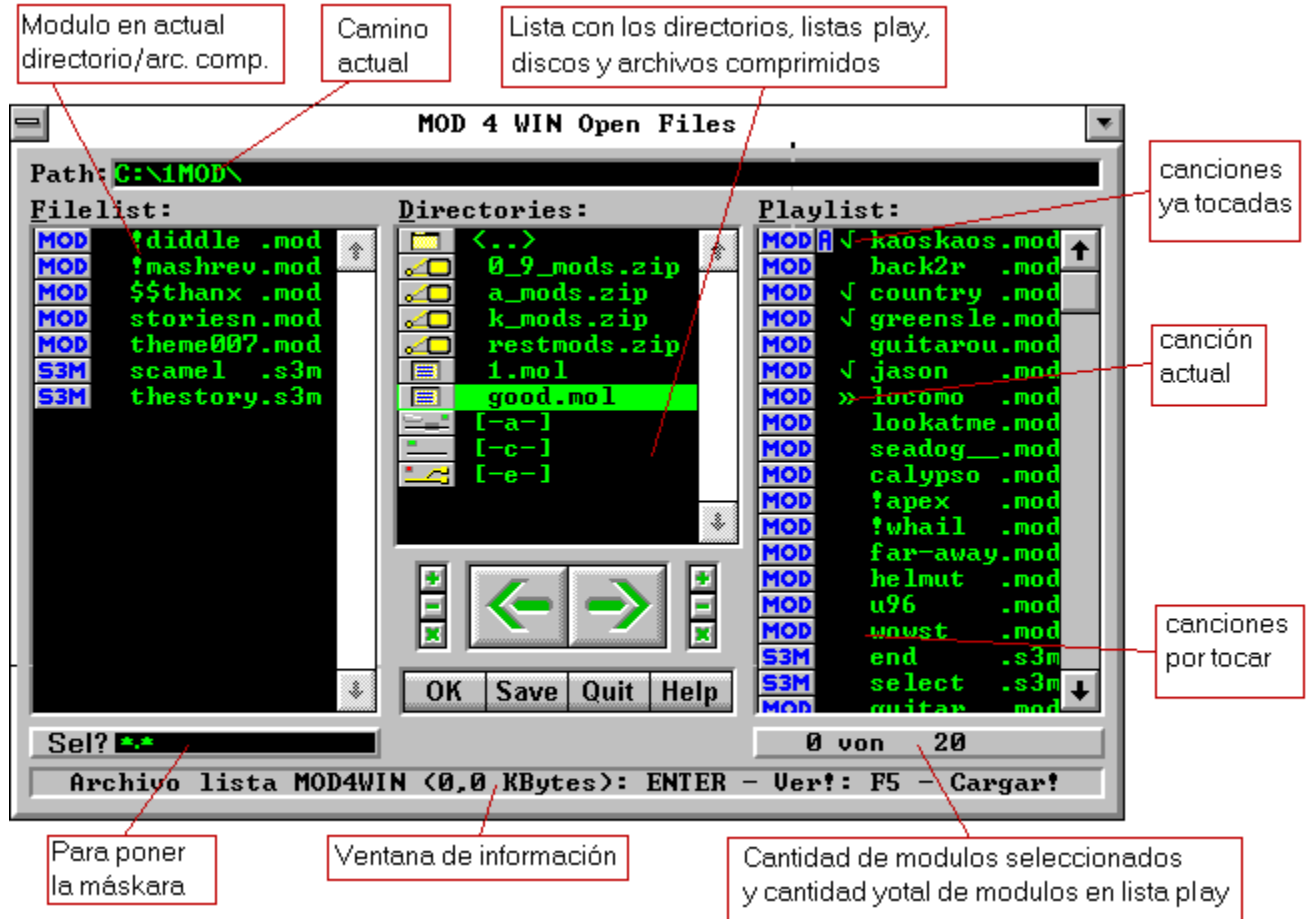 Modulo en actual
directorio/arc. comp.
Camino
actual
Lista con los directorios, listas play,
discos y archivos comprimidos
MOD 4 WIN Open Files
Path: C:\1MOD\
Filelist:
MOD !diddle .mod
MOD !mashrev.mod
MOD $$thanx .mod
MOD storiesn.mod
MOD theme007.mod
S3M scamel .s3m
S3M thestory.s3m
Directories:
<..>
0_9_mods.zip
a_mods.zip
k_mods.zip
restmods.zip
1.mol
good.mol
[-a-]
[-c-]
[-e-]
OK Save Quit Help
Playlist:
MOD A √ kaoskaos.mod
MOD back2r .mod
MOD √ country .mod
MOD √ greensle.mod
MOD guitarou.mod
MOD √ jason .mod
MOD » locomo .mod
MOD lookatme.mod
MOD seadog__.mod
MOD calypso .mod
MOD !apex .mod
MOD !whail .mod
MOD far-away.mod
MOD helmut .mod
MOD u96 .mod
MOD wowst .mod
S3M end .s3m
S3M select .s3m
MOD guitar .mod
canciones
ya tocadas
canción
actual
canciones
por tocar
Sel? *.*
0 von 20
Archivo lista MOD4WIN (0,0 KBytes): ENTER - Ver!: F5 - Cargar!
Para poner
la máskara
Ventana de información
Cantidad de modulos seleccionados
y cantidad yotal de modulos en lista play